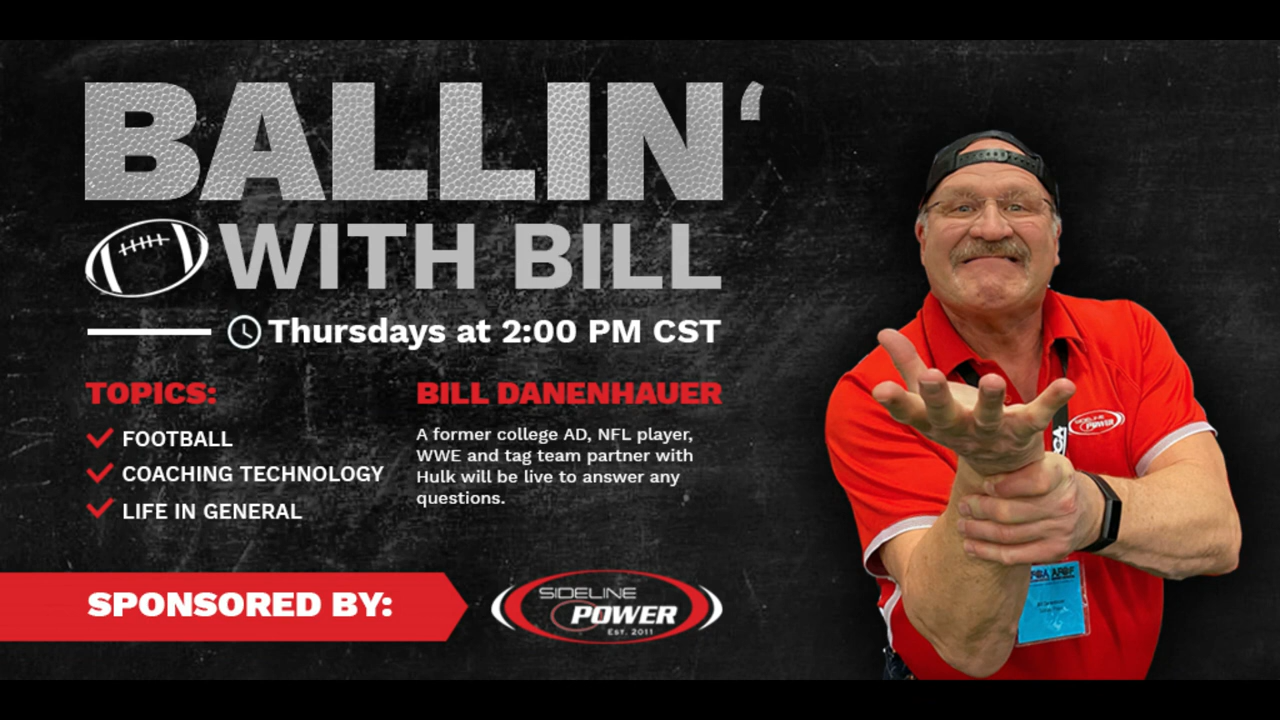 BALLIN‘
WITH BILL
Thursdays at 2:00 PM CST
TOPICS:
FOOTBALL
COACHING TECHNOLOGY
LIFE IN GENERAL
BILL DANENHAUER
A former college AD, NFL player,
WWE and tag team partner with
Hulk will be live to answer any
questions.
SPONSORED BY:
SIDELINE
POWER
EST. 2011
SIDELINE
POWER